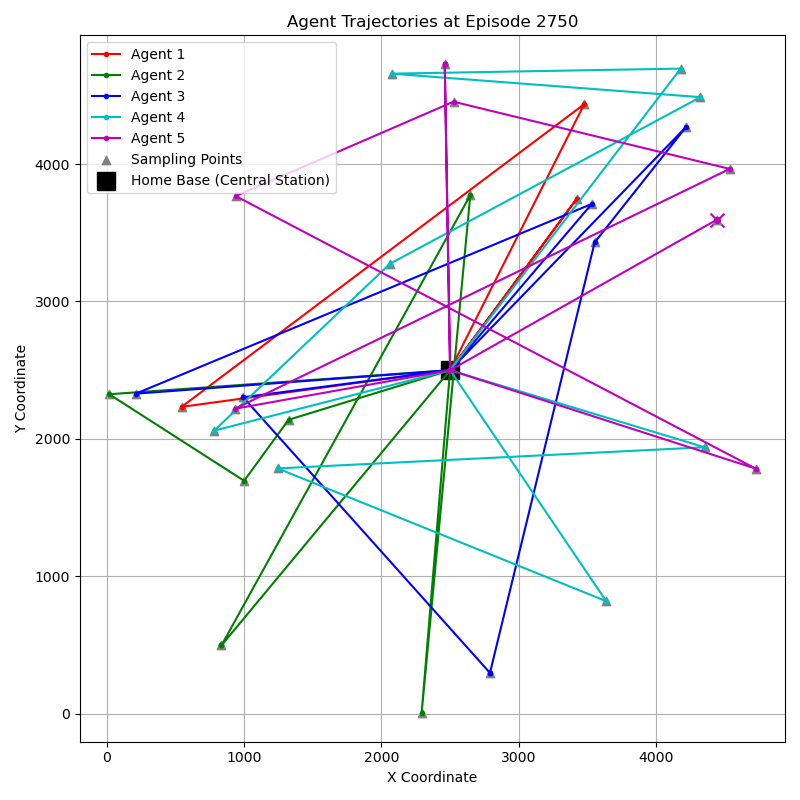 Agent Trajectories at Episode 2750
Agent 1
Agent 2
Agent 3
Agent 4
Agent 5
Sampling Points
Home Base (Central Station)
Y Coordinate
4000
3000
2000
1000
0
0 1000 2000 3000 4000
X Coordinate